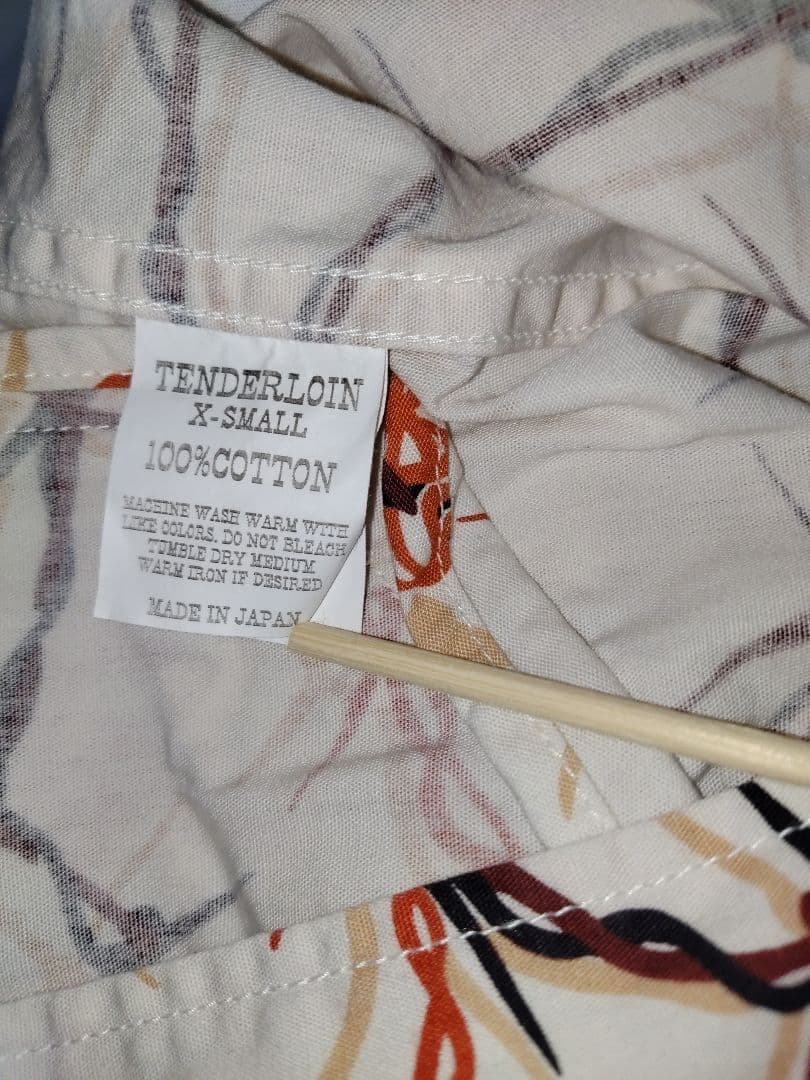 TENDERLOIN
X-SMALL
100%COTTON
MACHINE WASH WARM WITH
LIKE COLORS. DO NOT BLEACH
TUMBLE DRY MEDIUM
WARM IRON IF DESIRED
MADE IN JAPAN